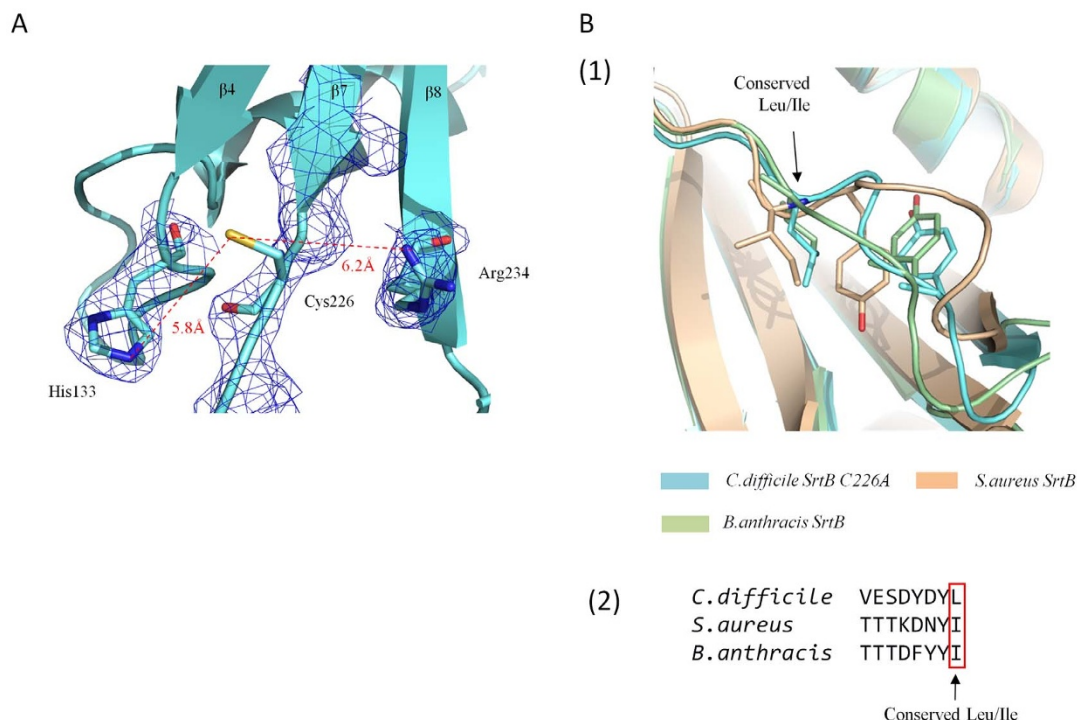 A
B
β4
β7
β8
6.2Å
Arg234
Cys226
5.8Å
His133
(1)
Conserved
Leu/Ile
C.difficile SrtB C226A
S.aureus SrtB
B.anthracis SrtB
(2)
C.difficile VESDYDYL
S.aureus TTTKDNYI
B.anthracis TTTDFYYI
Conserved Leu/Ile